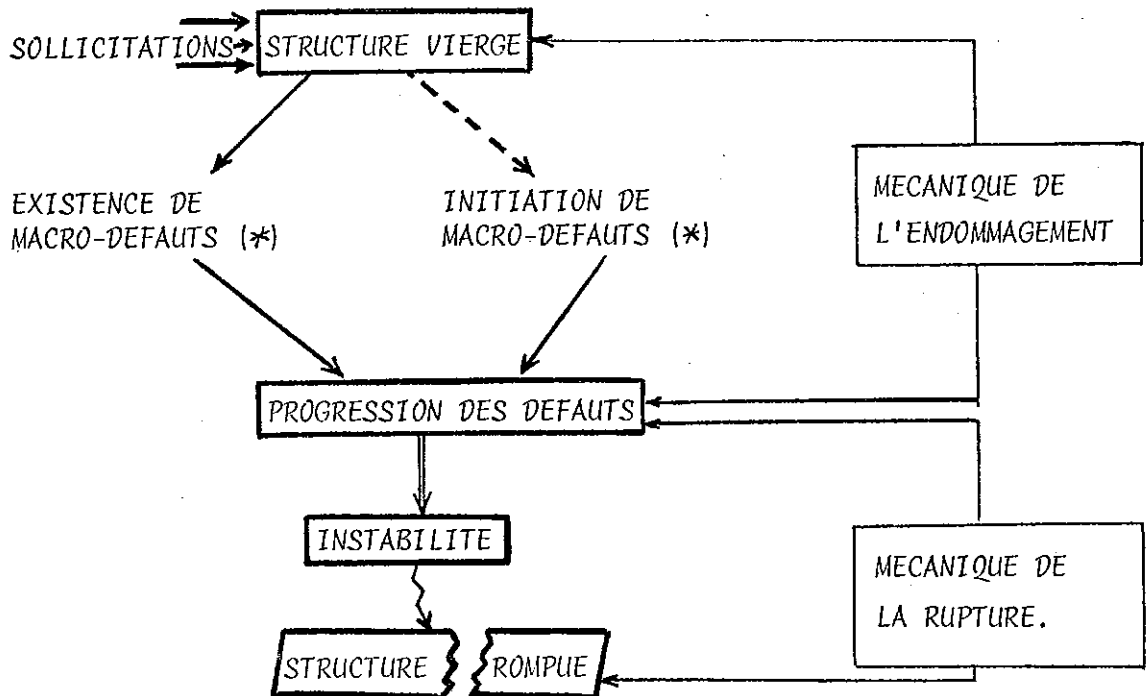 SOLLICITATIONS
STRUCTURE VIERGE
EXISTENCE DE
MACRO-DEFAUTS (*)
INITIATION DE
MACRO-DEFAUTS (*)
MECANIQUE DE
L'ENDOMMAGEMENT
PROGRESSION DES DEFAUTS
INSTABILITE
MECANIQUE DE
LA RUPTURE.
STRUCTURE ROMPUE